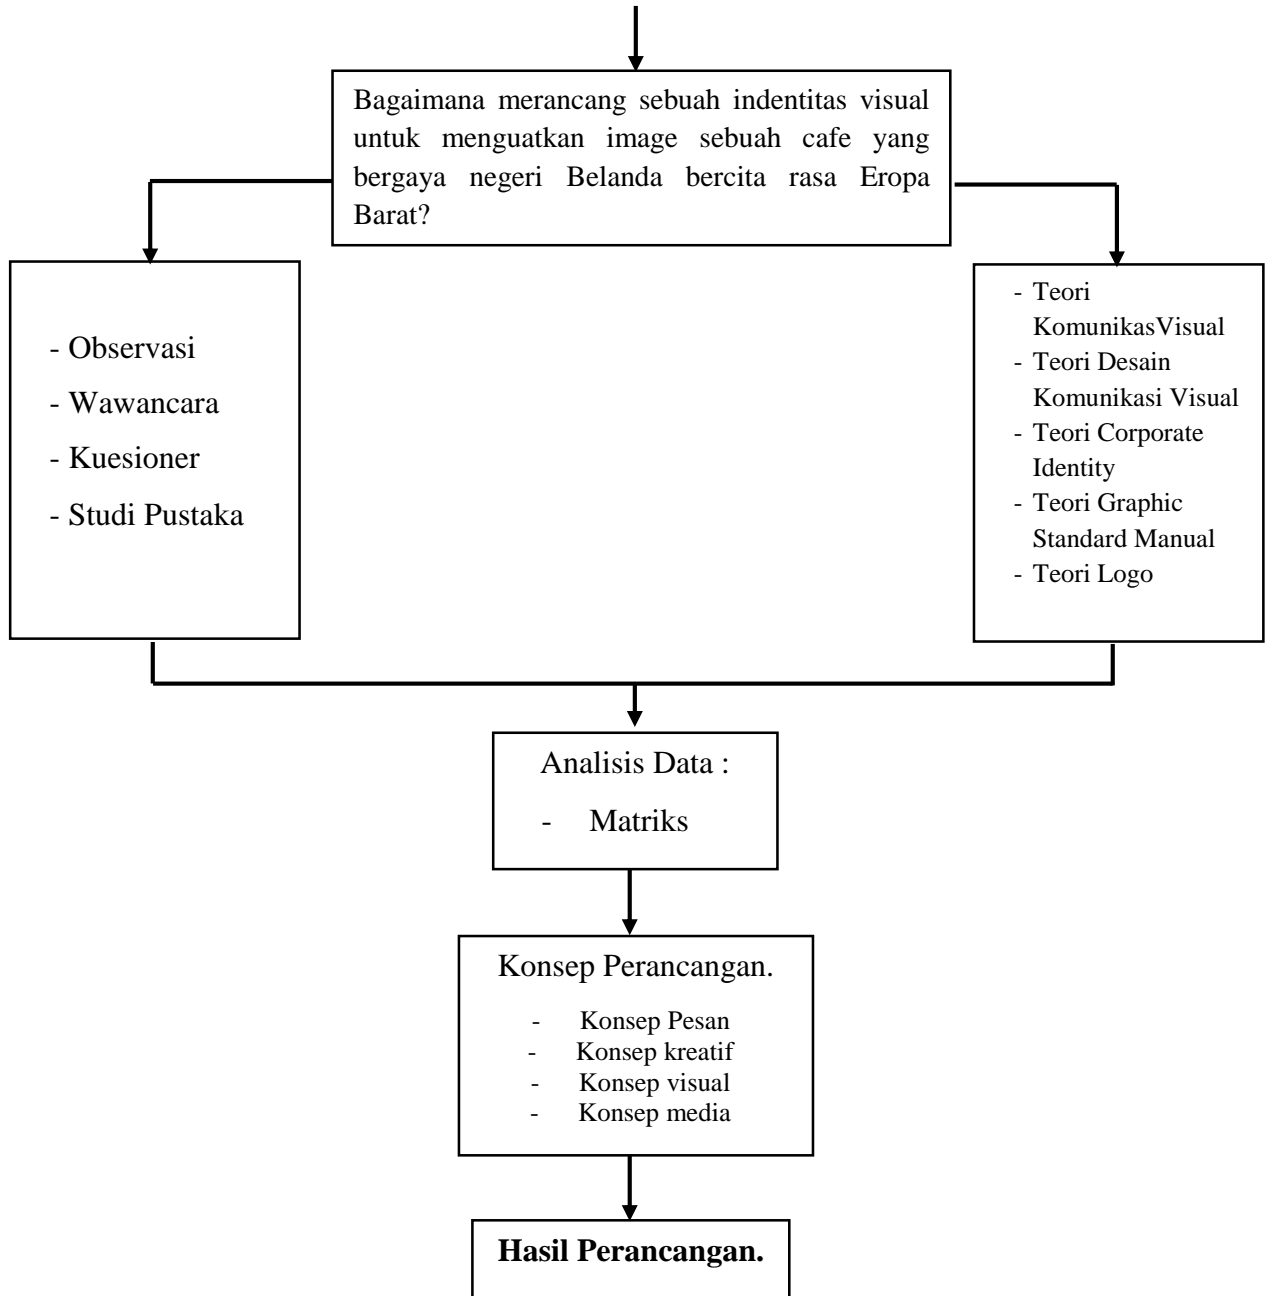 Bagaimana merancang sebuah indentitas visual
untuk menguatkan image sebuah cafe yang
bergaya negeri Belanda bercita rasa Eropa
Barat?
- Observasi
- Wawancara
- Kuesioner
- Studi Pustaka
- Teori
KomunikasVisual
- Teori Desain
Komunikasi Visual
- Teori Corporate
Identity
- Teori Graphic
Standard Manual
- Teori Logo
Analisis Data :
- Matriks
Konsep Perancangan.
- Konsep Pesan
- Konsep kreatif
- Konsep visual
- Konsep media
Hasil Perancangan.